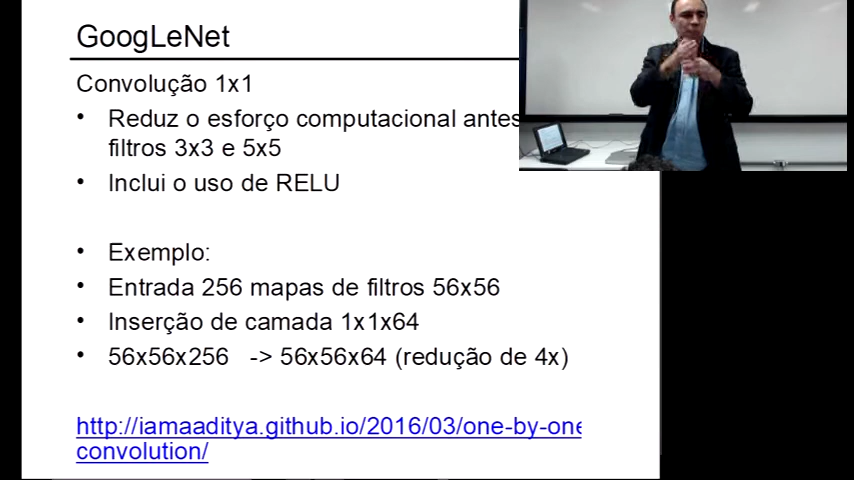 GoogLeNet
Convolução 1x1
• Reduz o esforço computacional antes
filtros 3x3 e 5x5
• Inclui o uso de RELU
• Exemplo:
• Entrada 256 mapas de filtros 56x56
• Inserção de camada 1x1x64
• 56x56x256 -> 56x56x64 (redução de 4x)
http://iamaaditya.github.io/2016/03/one-by-one
convolution/